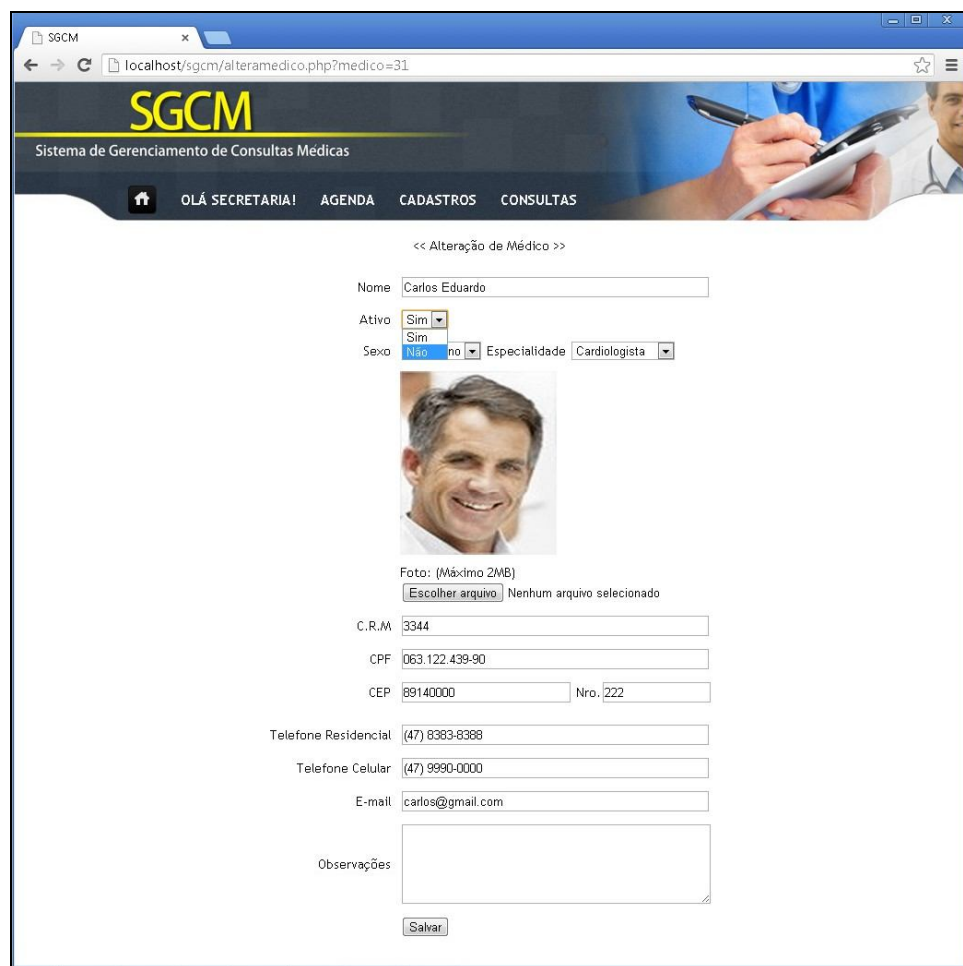 SGCM
localhost/sgcm/alteramedico.php?medico=31
SGCM
Sistema de Gerenciamento de Consultas Médicas
OLÁ SECRETARIA! AGENDA CADASTROS CONSULTAS
<< Alteração de Médico >>
Nome Carlos Eduardo
Ativo Sim
Sim
Sexo Não no Especialidade Cardiologista
Foto: (Máximo 2MB)
Escolher arquivo Nenhum arquivo selecionado
C.R.M 3344
CPF 063.122.439-90
CEP 89140000 Nro. 222
Telefone Residencial (47) 8383-8388
Telefone Celular (47) 9990-0000
E-mail carlos@gmail.com
Observações
Salvar